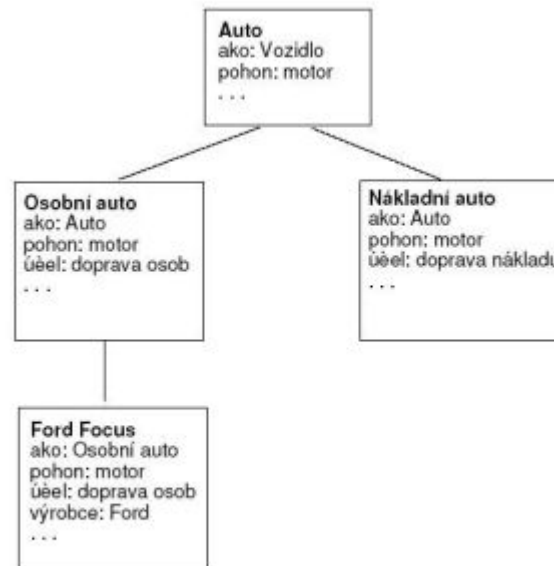 Auto
ako: Vozidlo
pohon: motor
. . .
Osobní auto
ako: Auto
pohon: motor
úèel: doprava osob
. . .
Nákladní auto
ako: Auto
pohon: motor
úèel: doprava nákladu
. . .
Ford Focus
ako: Osobní auto
pohon: motor
úèel: doprava osob
výrobce: Ford
. . .